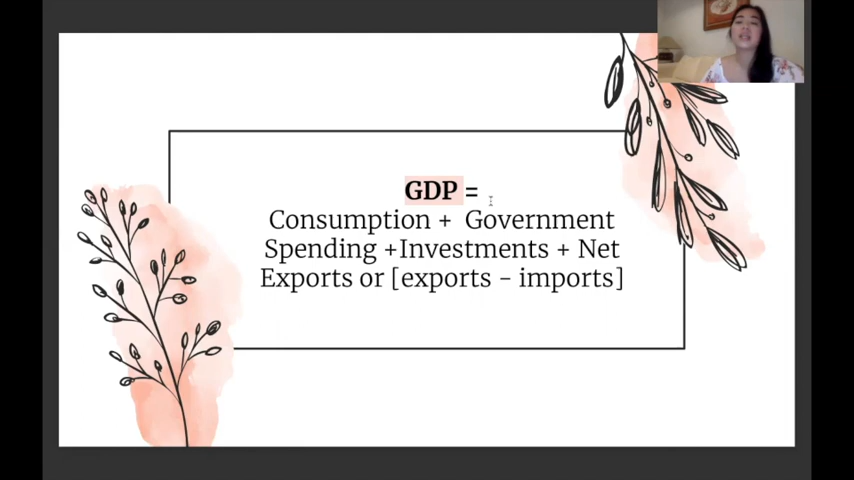 GDP =
Consumption + Government
Spending +Investments + Net
Exports or [exports - imports]